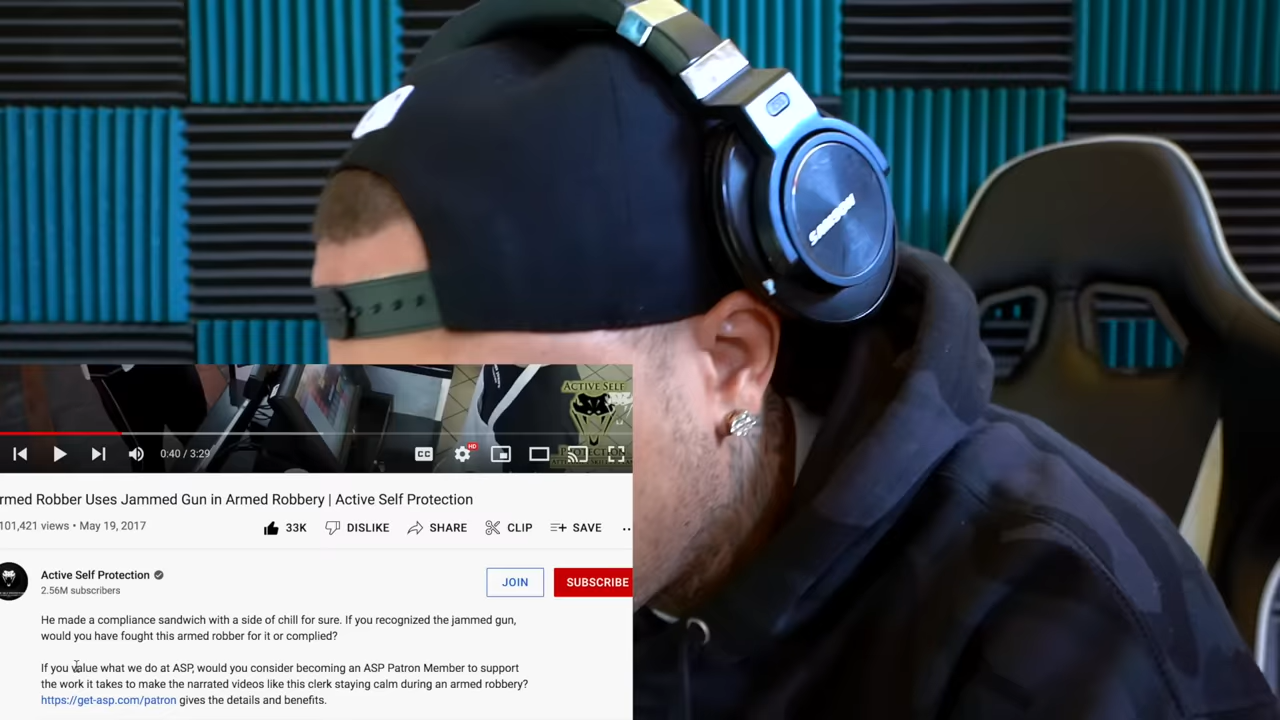 SAMSON
ACTIVE SELF
PROTECTION
CC
HD
0:40 / 3:29
rmed Robber Uses Jammed Gun in Armed Robbery | Active Self Protection
101,421 views • May 19, 2017
33K DISLIKE SHARE CLIP SAVE
Active Self Protection
2.56M subscribers
JOIN SUBSCRIBE
He made a compliance sandwich with a side of chill for sure. If you recognized the jammed gun,
would you have fought this armed robber for it or complied?
If you value what we do at ASP, would you consider becoming an ASP Patron Member to support
the work it takes to make the narrated videos like this clerk staying calm during an armed robbery?
https://get-asp.com/patron gives the details and benefits.